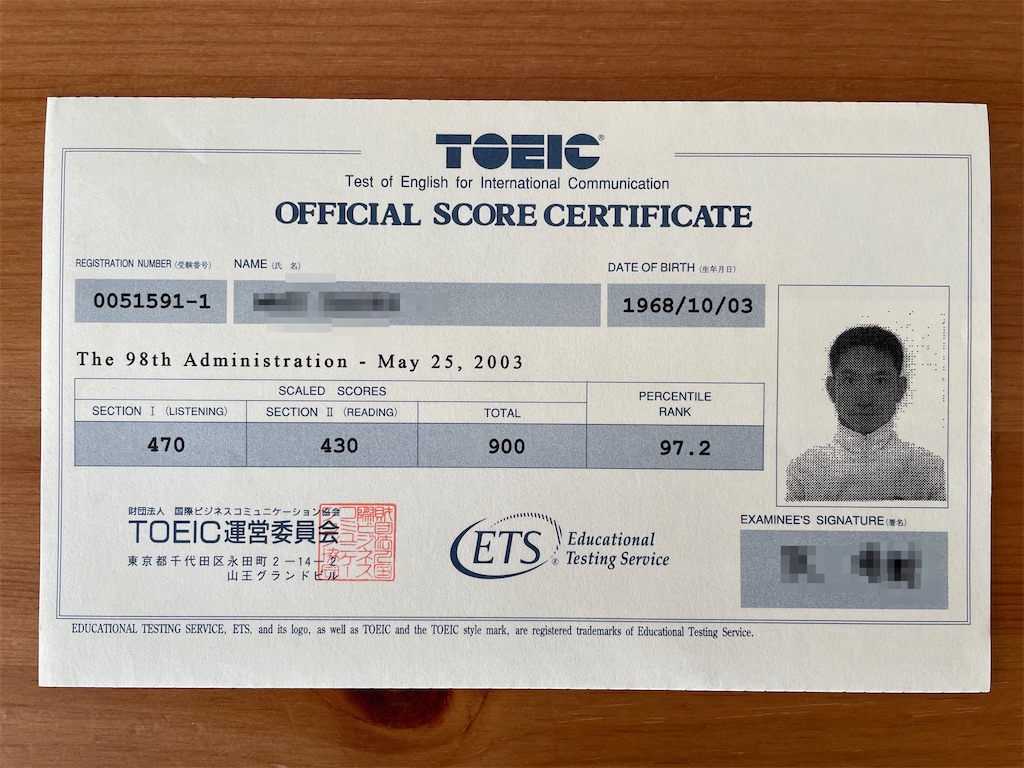 TOEIC®
Test of English for International Communication
OFFICIAL SCORE CERTIFICATE
REGISTRATION NUMBER (受験番号) NAME (氏 名) DATE OF BIRTH (生年月日)
0051591-1 1968/10/03
The 98th Administration - May 25, 2003
SCALED SCORES
PERCENTILE RANK
SECTION I (LISTENING) SECTION II (READING) TOTAL
470 430 900 97.2
財団法人 国際ビジネスコミュニケーション協会
TOEIC運営委員会
東京都千代田区永田町2-14-2
山王グランドビル
ETS® Educational
Testing Service
EXAMINEE'S SIGNATURE (署名)
EDUCATIONAL TESTING SERVICE, ETS, and its logo, as well as TOEIC and the TOEIC style mark, are registered trademarks of Educational Testing Service.